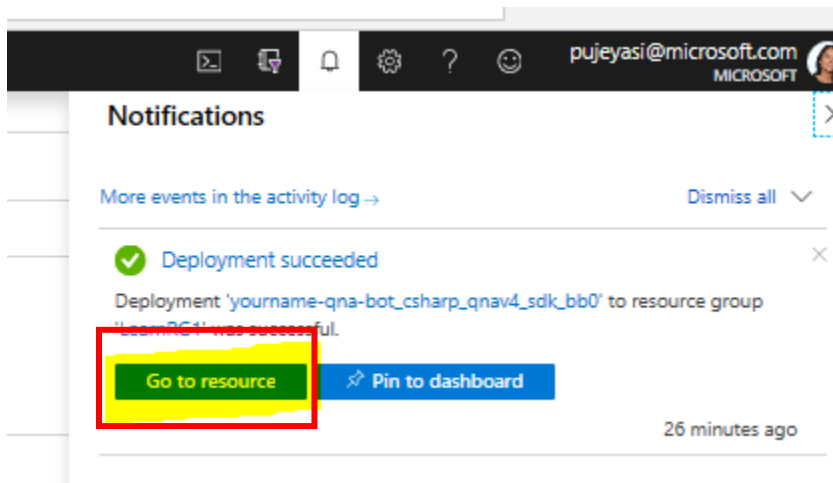 pujeyasi@microsoft.com
MICROSOFT
Notifications
More events in the activity log →
Dismiss all
Deployment succeeded
Deployment 'yourname-qna-bot_csharp_qnav4_sdk_bb0' to resource group
'LearnRG1' was successful.
Go to resource
Pin to dashboard
26 minutes ago